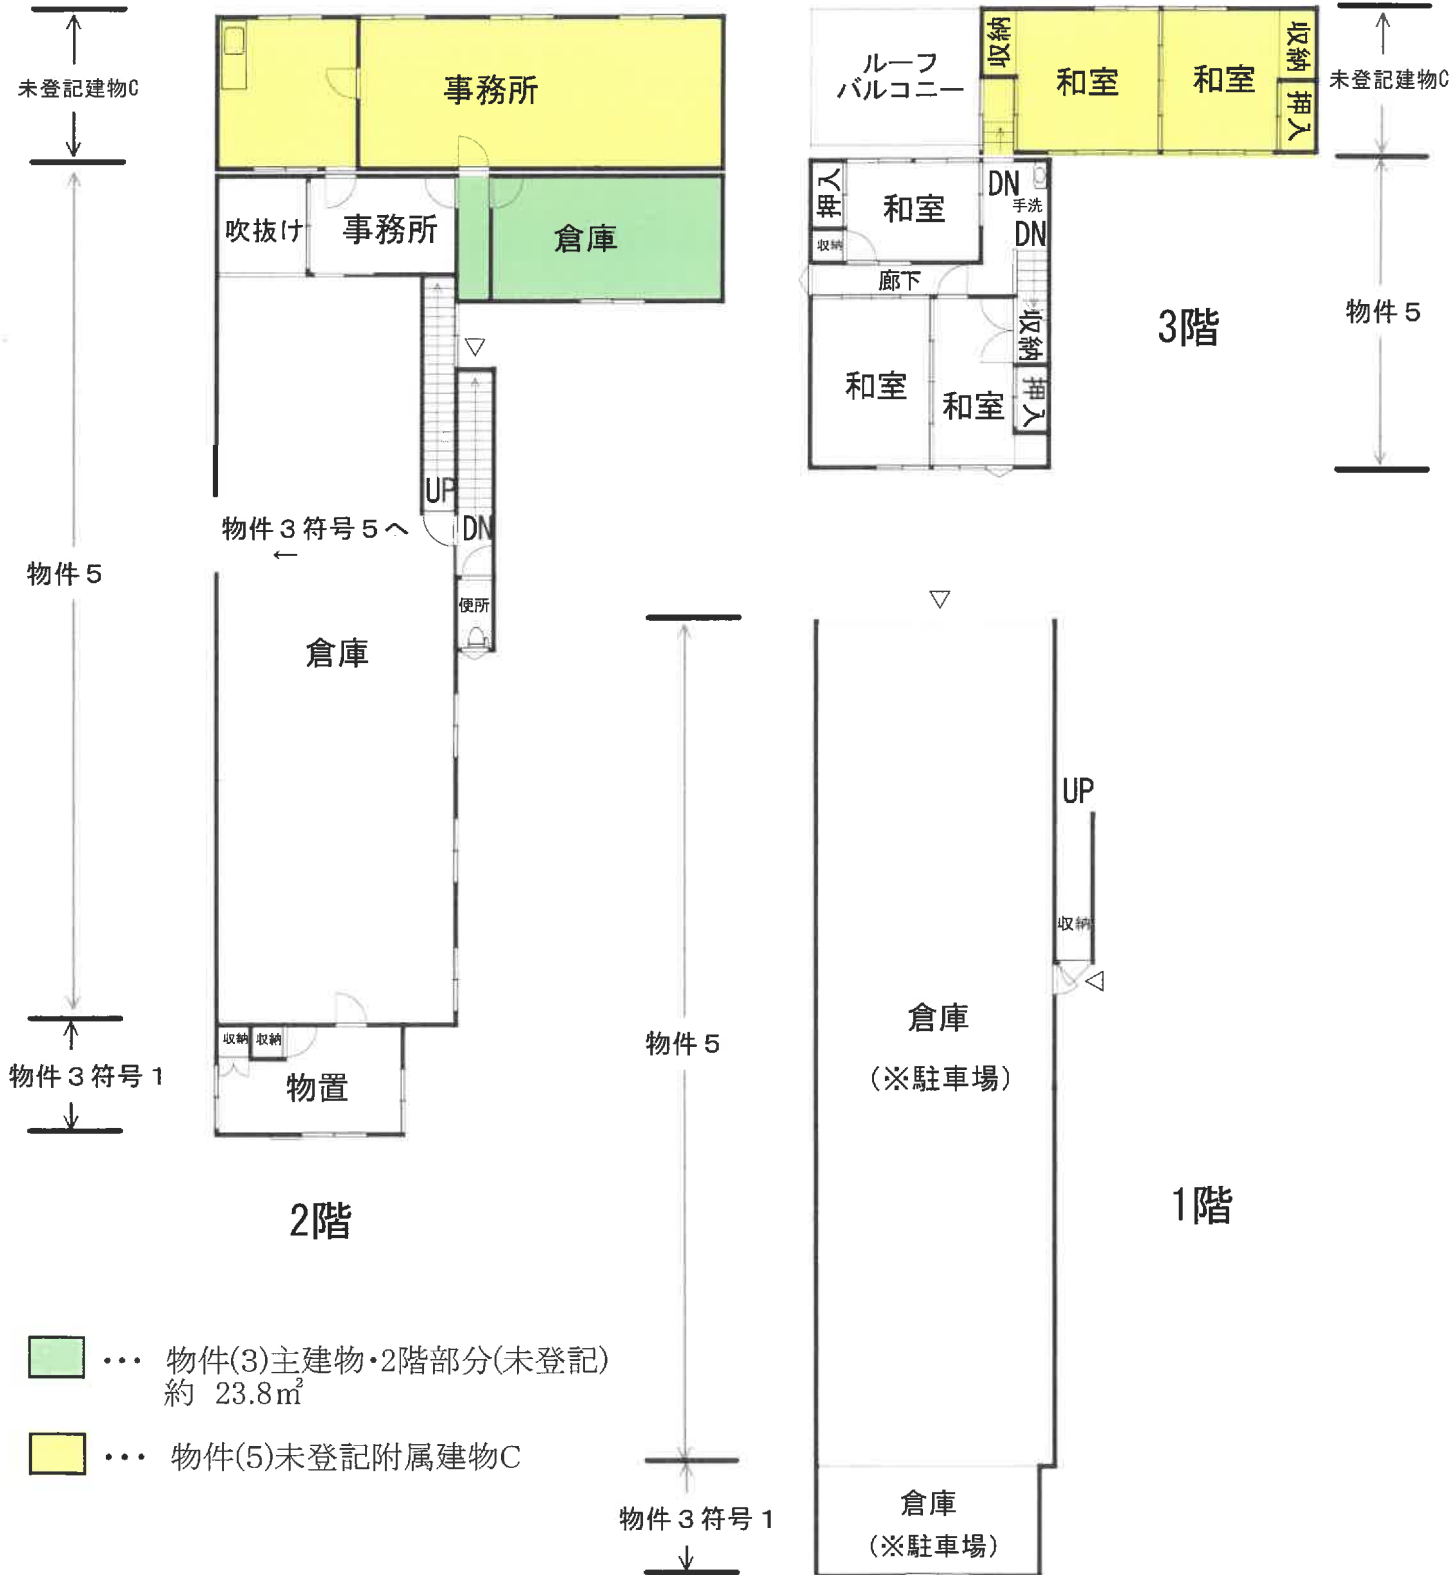 未登記建物C
事務所
吹抜け
事務所
倉庫
物件5
UP
DN
物件3符号5へ
←
便所
倉庫
物件3符号1
収納
収納
物置
2階
ルーフ
バルコニー
収納
和室
和室
収納
押入
未登記建物C
押入
収納
和室
DN
手洗
DN
廊下
収納
和室
和室
押入
3階
物件5
物件5
UP
収納
倉庫
(※駐車場)
1階
物件3符号1
倉庫
(※駐車場)
… 物件(3)主建物・2階部分(未登記)
約 23.8㎡
… 物件(5)未登記附属建物C